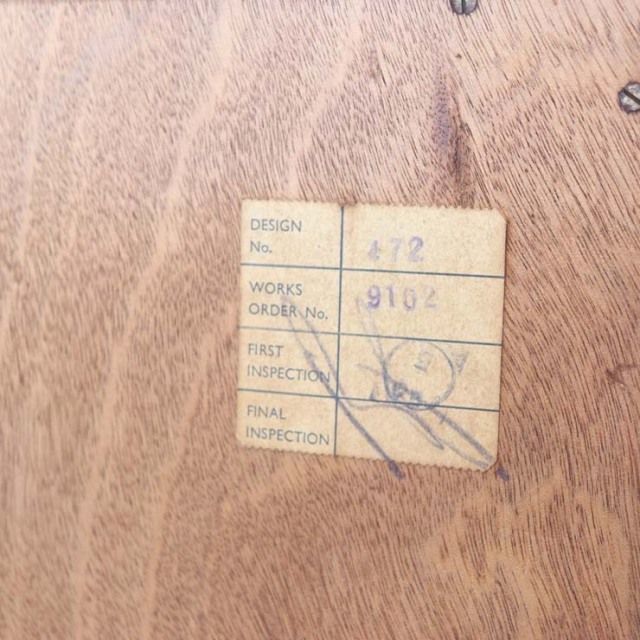 DESIGN
No. 472
WORKS
ORDER No. 9102
FIRST
INSPECTION
FINAL
INSPECTION